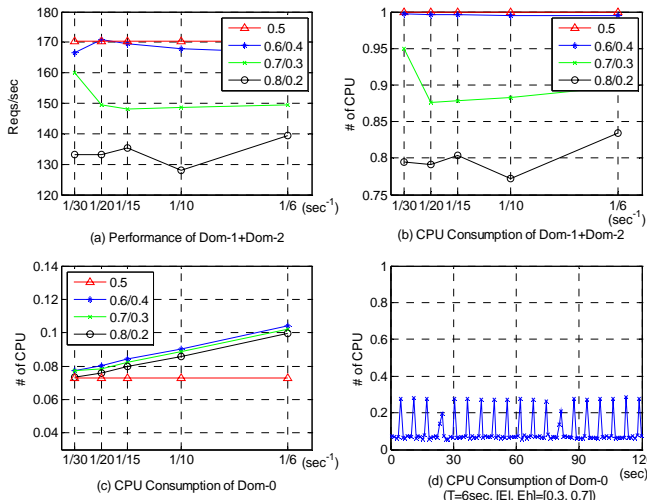 180
170
160
150
140
130
120
Reqs/sec
0.5
0.6/0.4
0.7/0.3
0.8/0.2
1/30 1/20 1/15 1/10 1/6 (sec-1)
(a) Performance of Dom-1+Dom-2
1
0.95
0.9
0.85
0.8
0.75
# of CPU
0.5
0.6/0.4
0.7/0.3
0.8/0.2
1/30 1/20 1/15 1/10 1/6 (sec-1)
(b) CPU Consumption of Dom-1+Dom-2
0.14
0.12
0.1
0.08
0.06
0.04
# of CPU
0.5
0.6/0.4
0.7/0.3
0.8/0.2
1/30 1/20 1/15 1/10 1/6 (sec-1)
(c) CPU Consumption of Dom-0
1
0.8
0.6
0.4
0.2
0
# of CPU
0 30 60 90 120
(sec)
(d) CPU Consumption of Dom-0
(T=6sec, [El, Eh]=[0.3, 0.7])